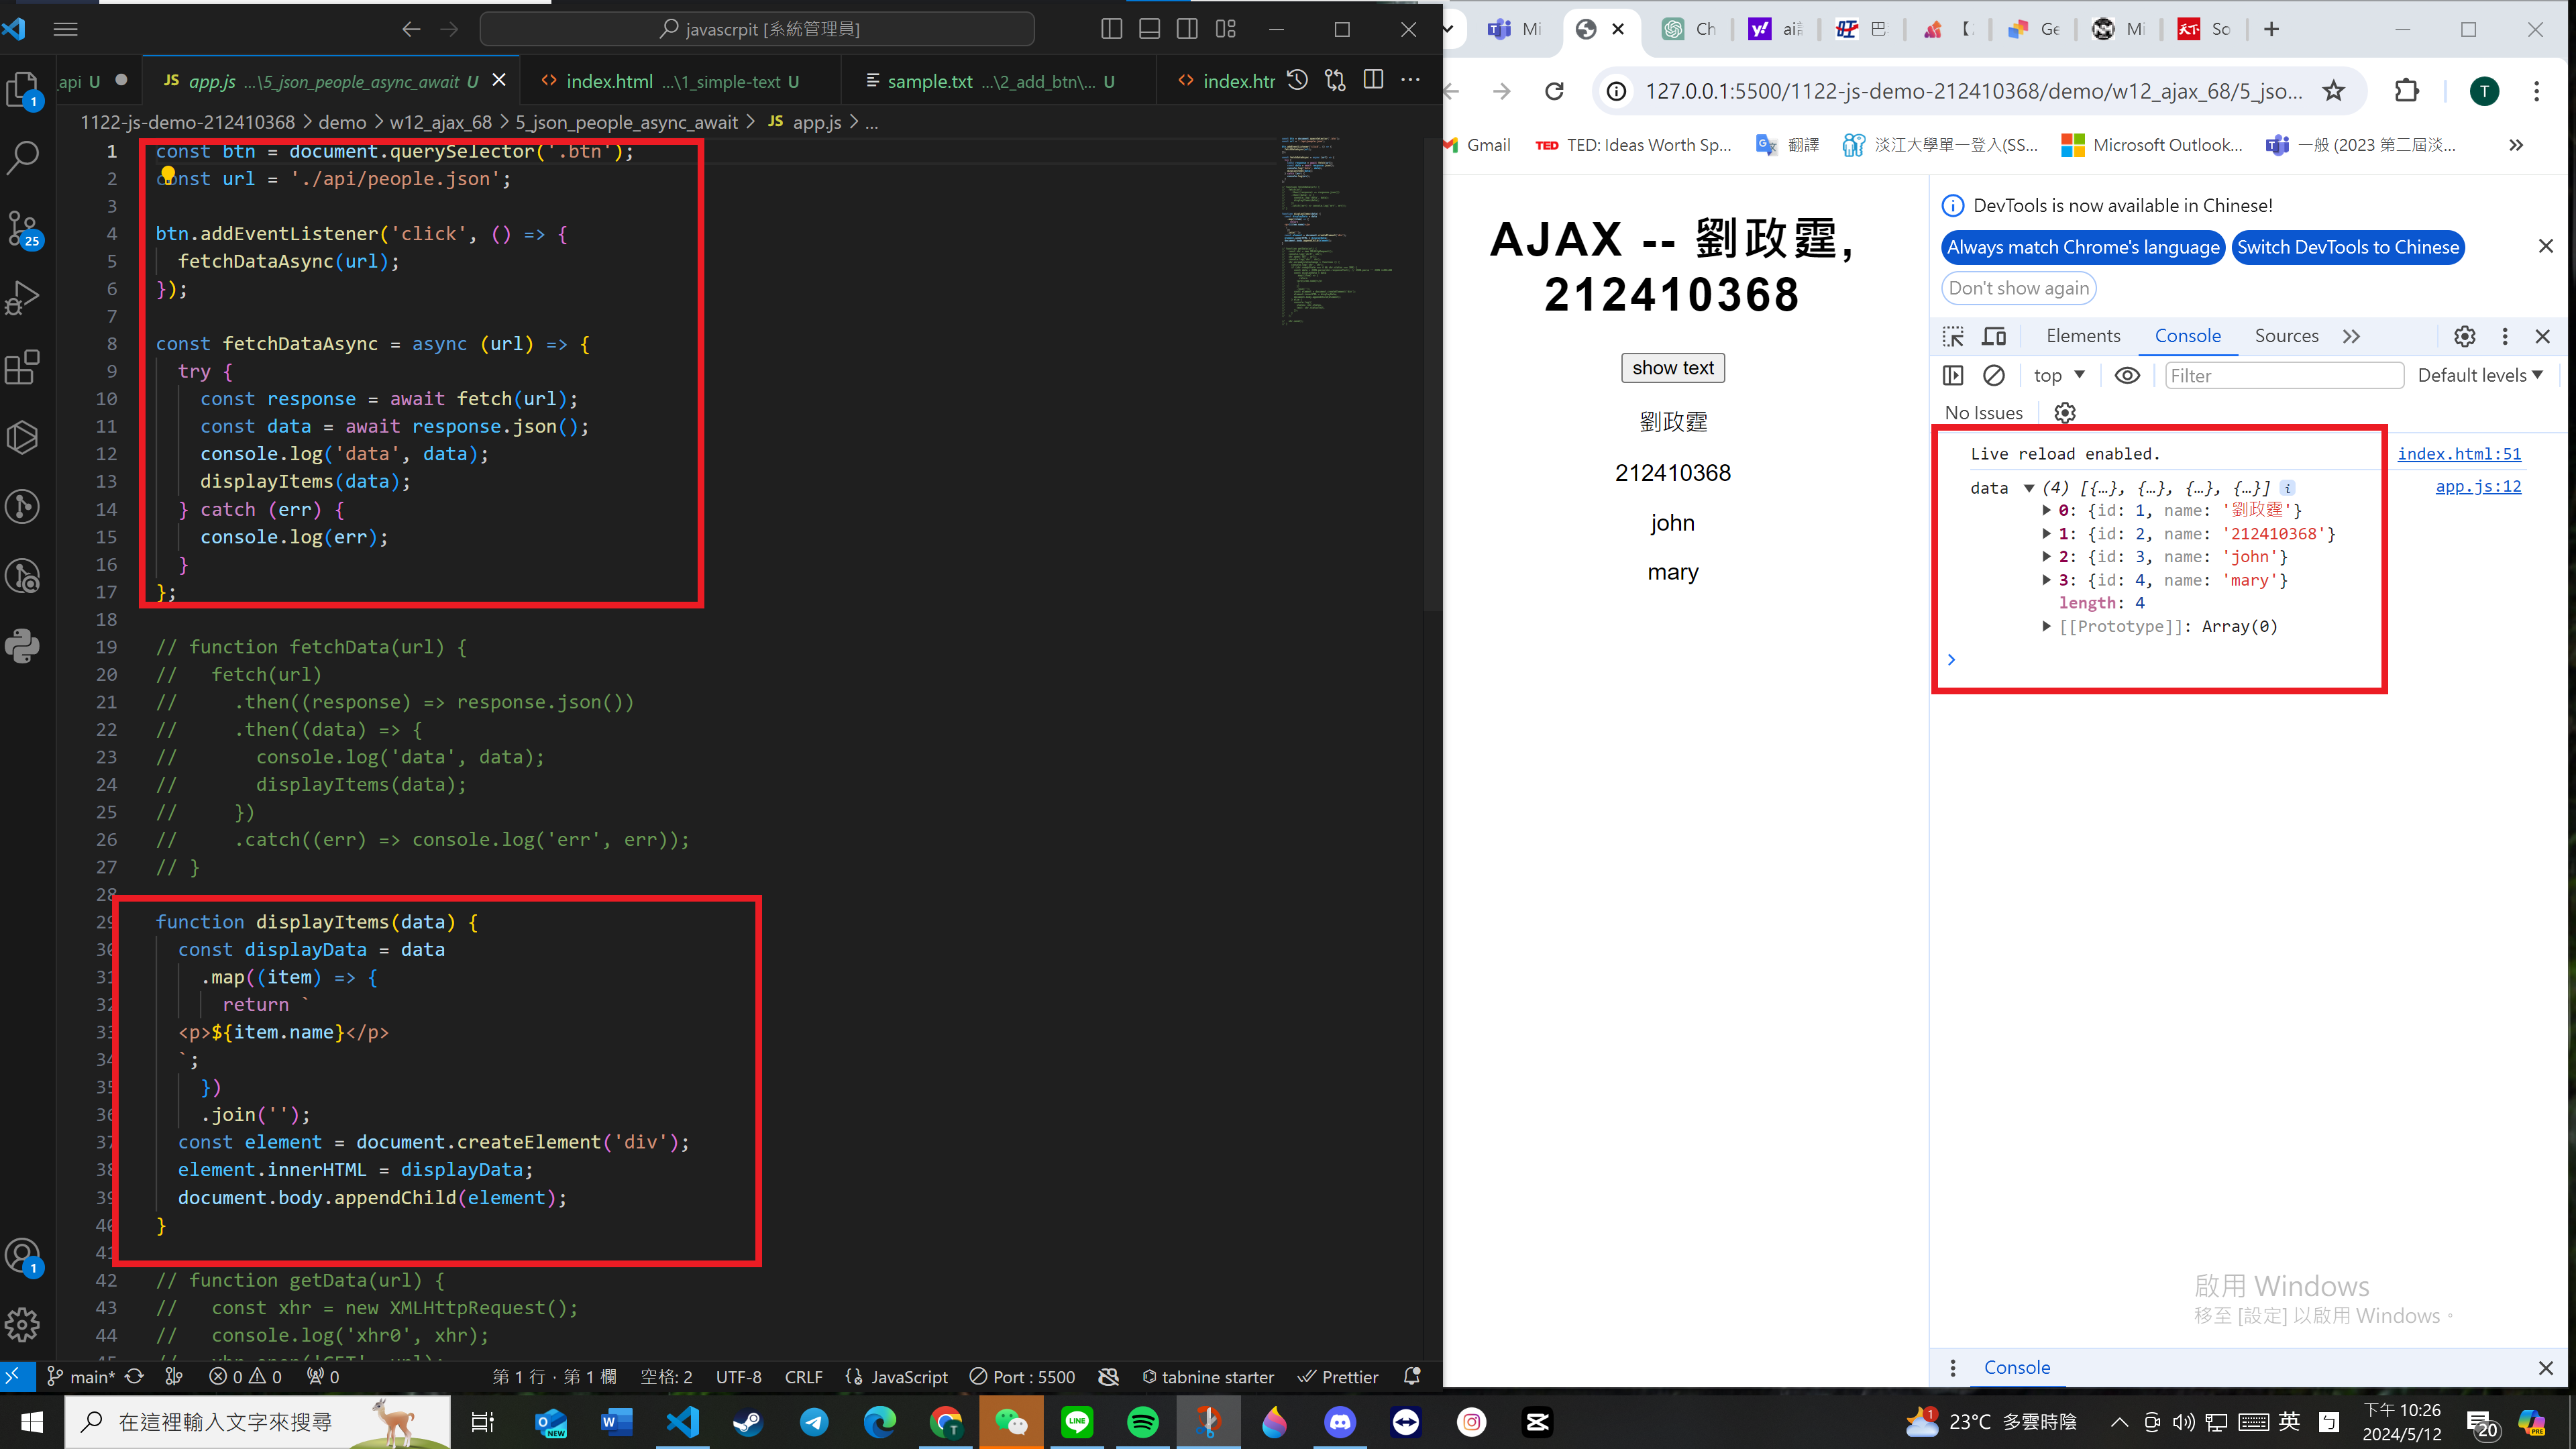 javascrpit [系統管理員]
_api U
JS app.js ...\5_json_people_async_await U
index.html ...\1_simple-text U
sample.txt ...\2_add_btn\... U
index.htr
1122-js-demo-212410368 > demo > w12_ajax_68 > 5_json_people_async_await > JS app.js > ...
1 const btn = document.querySelector('.btn');
2 const url = './api/people.json';
3
4 btn.addEventListener('click', () => {
5 fetchDataAsync(url);
6 });
7
8 const fetchDataAsync = async (url) => {
9 try {
10 const response = await fetch(url);
11 const data = await response.json();
12 console.log('data', data);
13 displayItems(data);
14 } catch (err) {
15 console.log(err);
16 }
17 };
18
19 // function fetchData(url) {
20 // fetch(url)
21 // .then((response) => response.json())
22 // .then((data) => {
23 // console.log('data', data);
24 // displayItems(data);
25 // })
26 // .catch((err) => console.log('err', err));
27 // }
28
29 function displayItems(data) {
30 const displayData = data
31 .map((item) => {
32 return `
33 <p>${item.name}</p>
34 `;
35 })
36 .join('');
37 const element = document.createElement('div');
38 element.innerHTML = displayData;
39 document.body.appendChild(element);
40 }
41
42 // function getData(url) {
43 // const xhr = new XMLHttpRequest();
44 // console.log('xhr0', xhr);
1
25
1
main*
0 0
0
第 1 行，第 1 欄
空格: 2
UTF-8
CRLF
JavaScript
Port : 5500
tabnine starter
Prettier
Mi
Ch
ai
巴
【
Ge
Mi
天下
Sc
127.0.0.1:5500/1122-js-demo-212410368/demo/w12_ajax_68/5_jso...
T
Gmail
TED TED: Ideas Worth Sp...
翻譯
淡江大學單一登入(SS...
Microsoft Outlook...
一般 (2023 第二屆淡...
AJAX -- 劉政霆,
212410368
show text
劉政霆
212410368
john
mary
DevTools is now available in Chinese!
Always match Chrome's language
Switch DevTools to Chinese
Don't show again
Elements
Console
Sources
top
Filter
Default levels
No Issues
Live reload enabled. index.html:51
data (4) [{…}, {…}, {…}, {…}] app.js:12
0: {id: 1, name: '劉政霆'}
1: {id: 2, name: '212410368'}
2: {id: 3, name: 'john'}
3: {id: 4, name: 'mary'}
length: 4
[[Prototype]]: Array(0)
啟用 Windows
移至 [設定] 以啟用 Windows。
Console
在這裡輸入文字來搜尋
23°C 多雲時陰
英
下午 10:26
2024/5/12
20